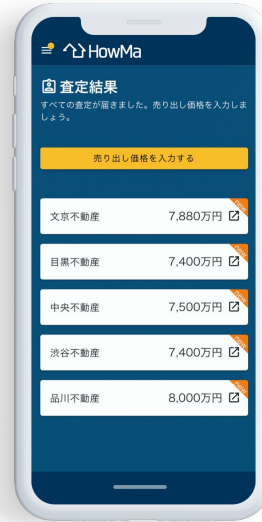 HowMa
査定結果
すべての査定が届きました。売り出し価格を入力しま
しょう。
売り出し価格を入力する
文京不動産 7,880万円
目黒不動産 7,400万円
中央不動産 7,500万円
渋谷不動産 7,400万円
品川不動産 8,000万円